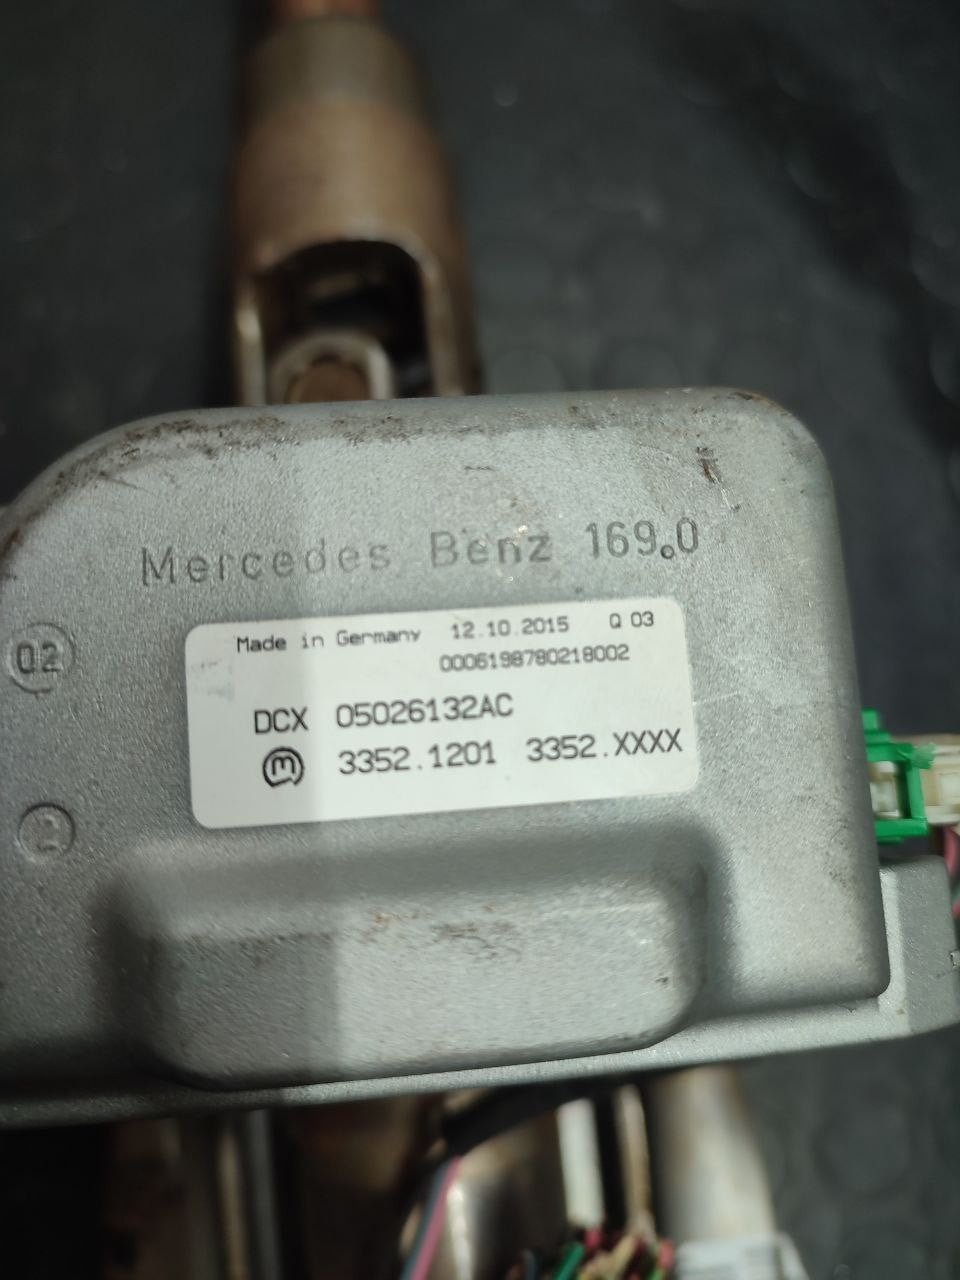 Mercedes Benz 169.0
02
Made in Germany 12.10.2015 Q 03
0006198780218002
DCX 05026132AC
m 3352.1201 3352.XXXX
2